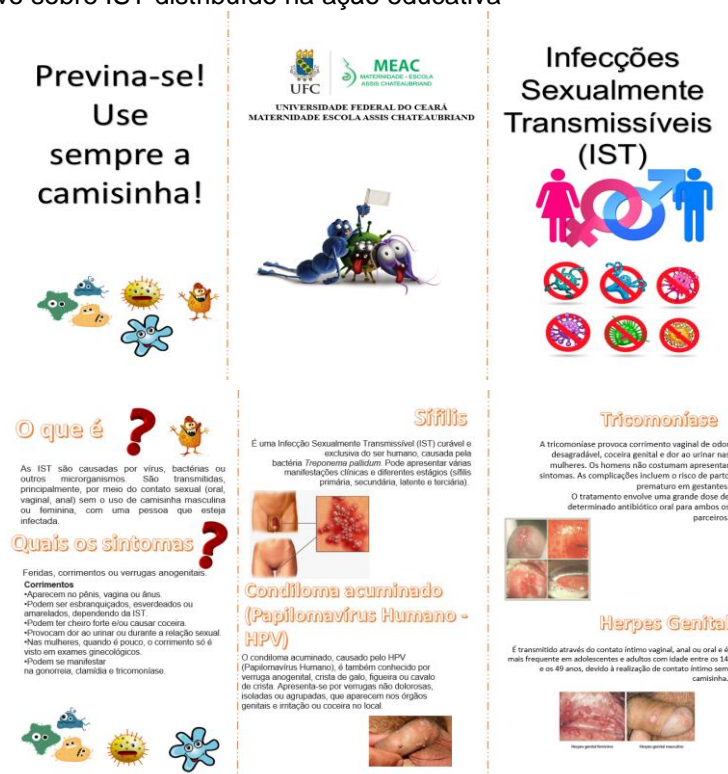 vo sobre IST distribuído na ação educativa
Previna-se!
Use
sempre a
camisinha!
UFC
MEAC
MATERNIDADE - ESCOLA
ASSIS CHATEAUBRIAND
UNIVERSIDADE FEDERAL DO CEARÁ
MATERNIDADE ESCOLA ASSIS CHATEAUBRIAND
Infecções
Sexualmente
Transmissíveis
(IST)
O que é
As IST são causadas por vírus, bactérias ou
outros microrganismos. São transmitidas,
principalmente, por meio do contato sexual (oral,
vaginal, anal) sem o uso de camisinha masculina
ou feminina, com uma pessoa que esteja
infectada.
Quais os sintomas
Feridas, corrimentos ou verrugas anogenitais.
Corrimentos
•Aparecem no pênis, vagina ou ânus.
•Podem ser esbranquiçados, esverdeados ou
amarelados, dependendo da IST.
•Podem ter cheiro forte e/ou causar coceira.
•Provocam dor ao urinar ou durante a relação sexual.
•Nas mulheres, quando é pouco, o corrimento só é
visto em exames ginecológicos.
•Podem se manifestar
na gonorreia, clamídia e tricomoníase.
Sífilis
É uma Infecção Sexualmente Transmissível (IST) curável e
exclusiva do ser humano, causada pela
bactéria Treponema pallidum. Pode apresentar várias
manifestações clínicas e diferentes estágios (sífilis
primária, secundária, latente e terciária).
Condiloma acuminado
(Papilomavírus Humano -
HPV)
O condiloma acuminado, causado pelo HPV
(Papilomavírus Humano), é também conhecido por
verruga anogenital, crista de galo, figueira ou cavalo
de crista. Apresenta-se por verrugas não dolorosas,
isoladas ou agrupadas, que aparecem nos órgãos
genitais e irritação ou coceira no local.
Tricomoníase
A tricomoníase provoca corrimento vaginal de odor
desagradável, coceira genital e dor ao urinar nas
mulheres. Os homens não costumam apresentar
sintomas. As complicações incluem o risco de parto
prematuro em gestantes.
O tratamento envolve uma grande dose de
determinado antibiótico oral para ambos os
parceiros.
Herpes Genital
É transmitido através do contato íntimo vaginal, anal ou oral e é
mais frequente em adolescentes e adultos com idade entre os 14
e os 49 anos, devido à realização de contato íntimo sem
camisinha.
Herpes genital feminino
Herpes genital masculino